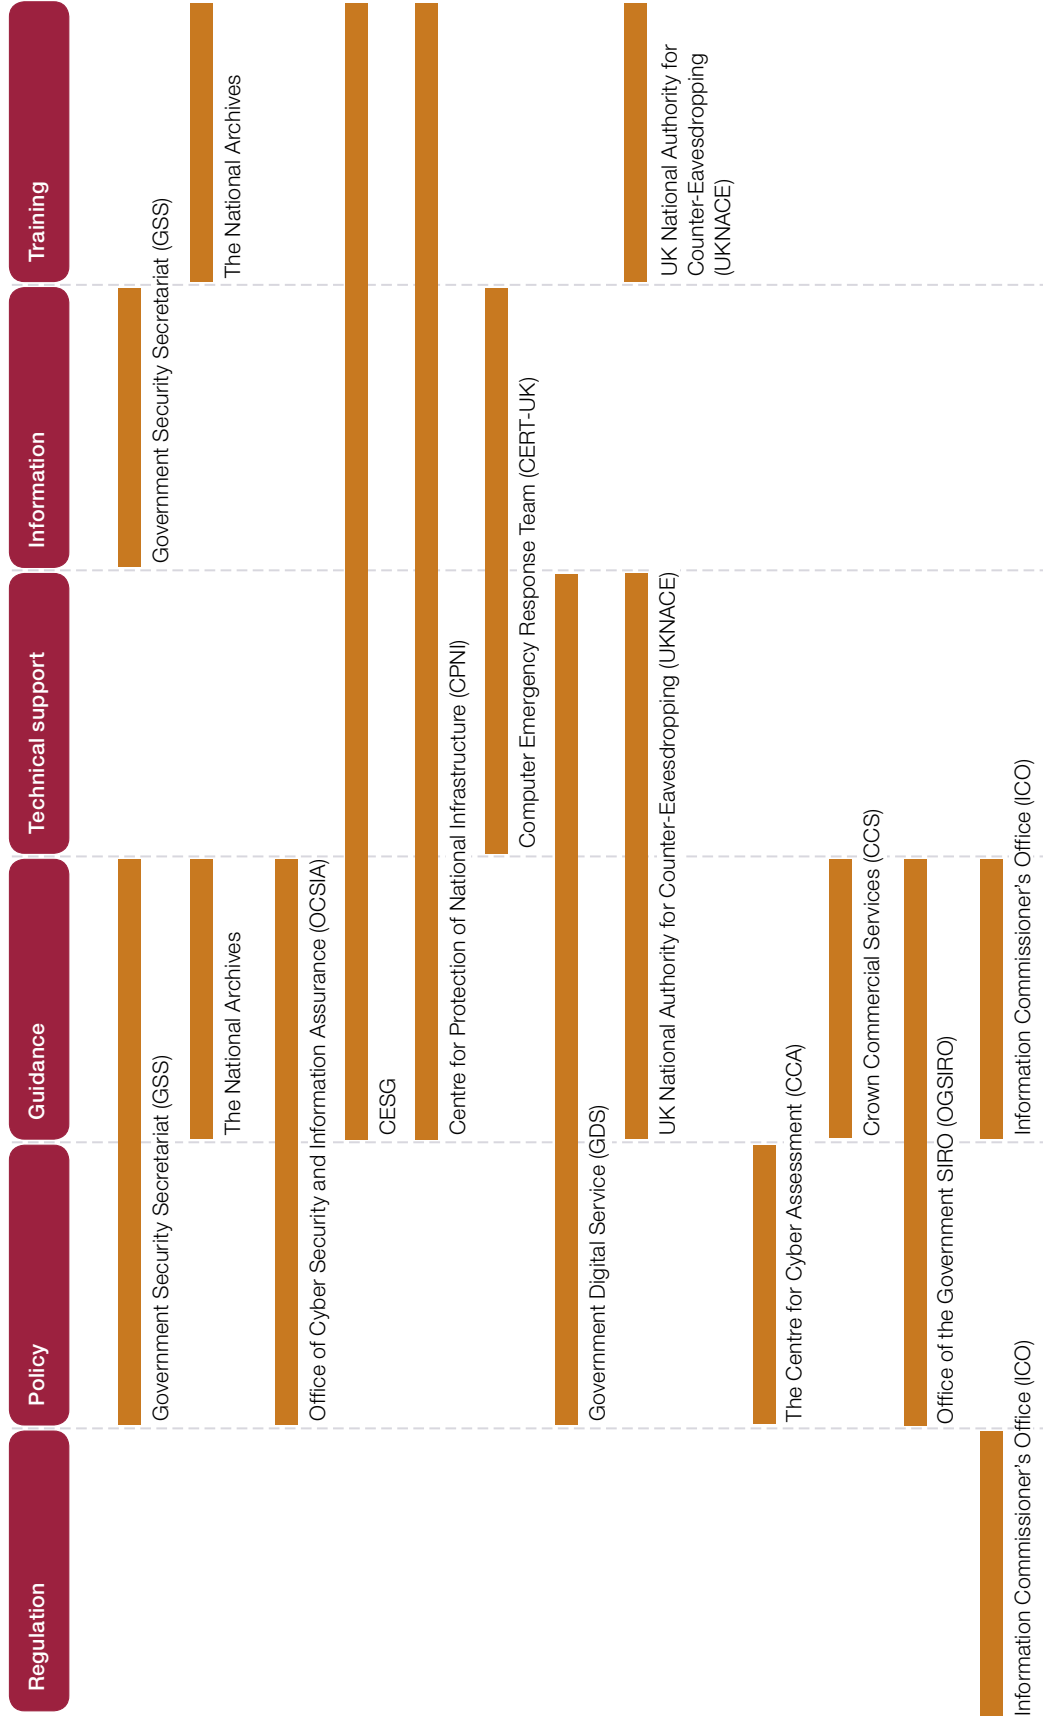 Regulation
Policy
Guidance
Technical support
Information
Training
Government Security Secretariat (GSS)
Government Security Secretariat (GSS)
The National Archives
The National Archives
Office of Cyber Security and Information Assurance (OCSIA)
CESG
Centre for Protection of National Infrastructure (CPNI)
Computer Emergency Response Team (CERT-UK)
Government Digital Service (GDS)
UK National Authority for Counter-Eavesdropping (UKNACE)
UK National Authority for
Counter-Eavesdropping
(UKNACE)
The Centre for Cyber Assessment (CCA)
Crown Commercial Services (CCS)
Office of the Government SIRO (OGSIRO)
Information Commissioner’s Office (ICO)
Information Commissioner’s Office (ICO)